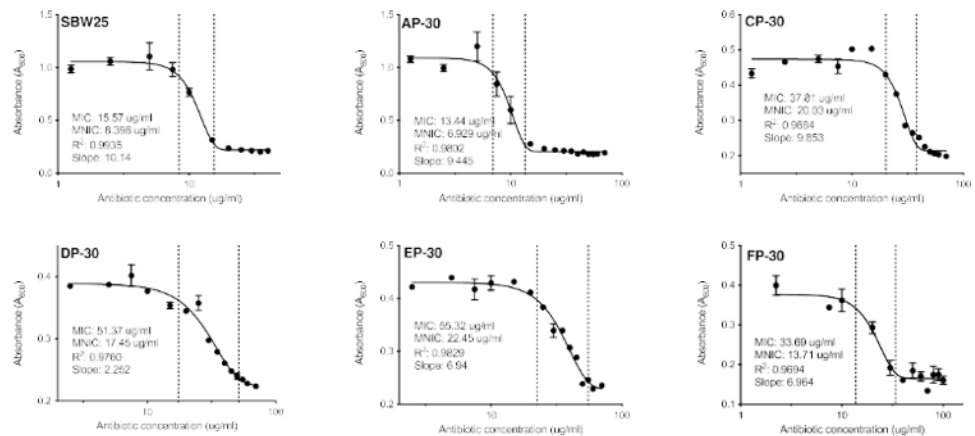 SBW25
Absorbance (A600)
1.5
1.0
0.5
0.0
MIC: 15.57 ug/ml
MNIC: 8.398 ug/ml
R2: 0.9935
Slope: 10.14
1
10
Antibiotic concentration (ug/ml)
AP-30
Absorbance (A600)
1.5
1.0
0.5
0.0
MIC: 13.44 ug/ml
MNIC: 6.929 ug/ml
R2: 0.9802
Slope: 9.445
1
10
100
Antibiotic concentration (ug/ml)
CP-30
Absorbance (A600)
0.6
0.5
0.4
0.3
0.2
MIC: 37.81 ug/ml
MNIC: 20.03 ug/ml
R2: 0.9884
Slope: 9.853
1
10
100
Antibiotic concentration (ug/ml)
DP-30
Absorbance (A600)
0.4
0.3
0.2
MIC: 51.37 ug/ml
MNIC: 17.45 ug/ml
R2: 0.9760
Slope: 2.252
10
100
Antibiotic concentration (ug/ml)
EP-30
Absorbance (A600)
0.5
0.4
0.3
0.2
MIC: 55.32 ug/ml
MNIC: 22.45 ug/ml
R2: 0.9829
Slope: 6.94
10
100
Antibiotic concentration (ug/ml)
FP-30
Absorbance (A600)
0.5
0.4
0.3
0.2
0.1
MIC: 33.69 ug/ml
MNIC: 13.71 ug/ml
R2: 0.9694
Slope: 6.964
1
10
100
Antibiotic concentration (ug/ml)